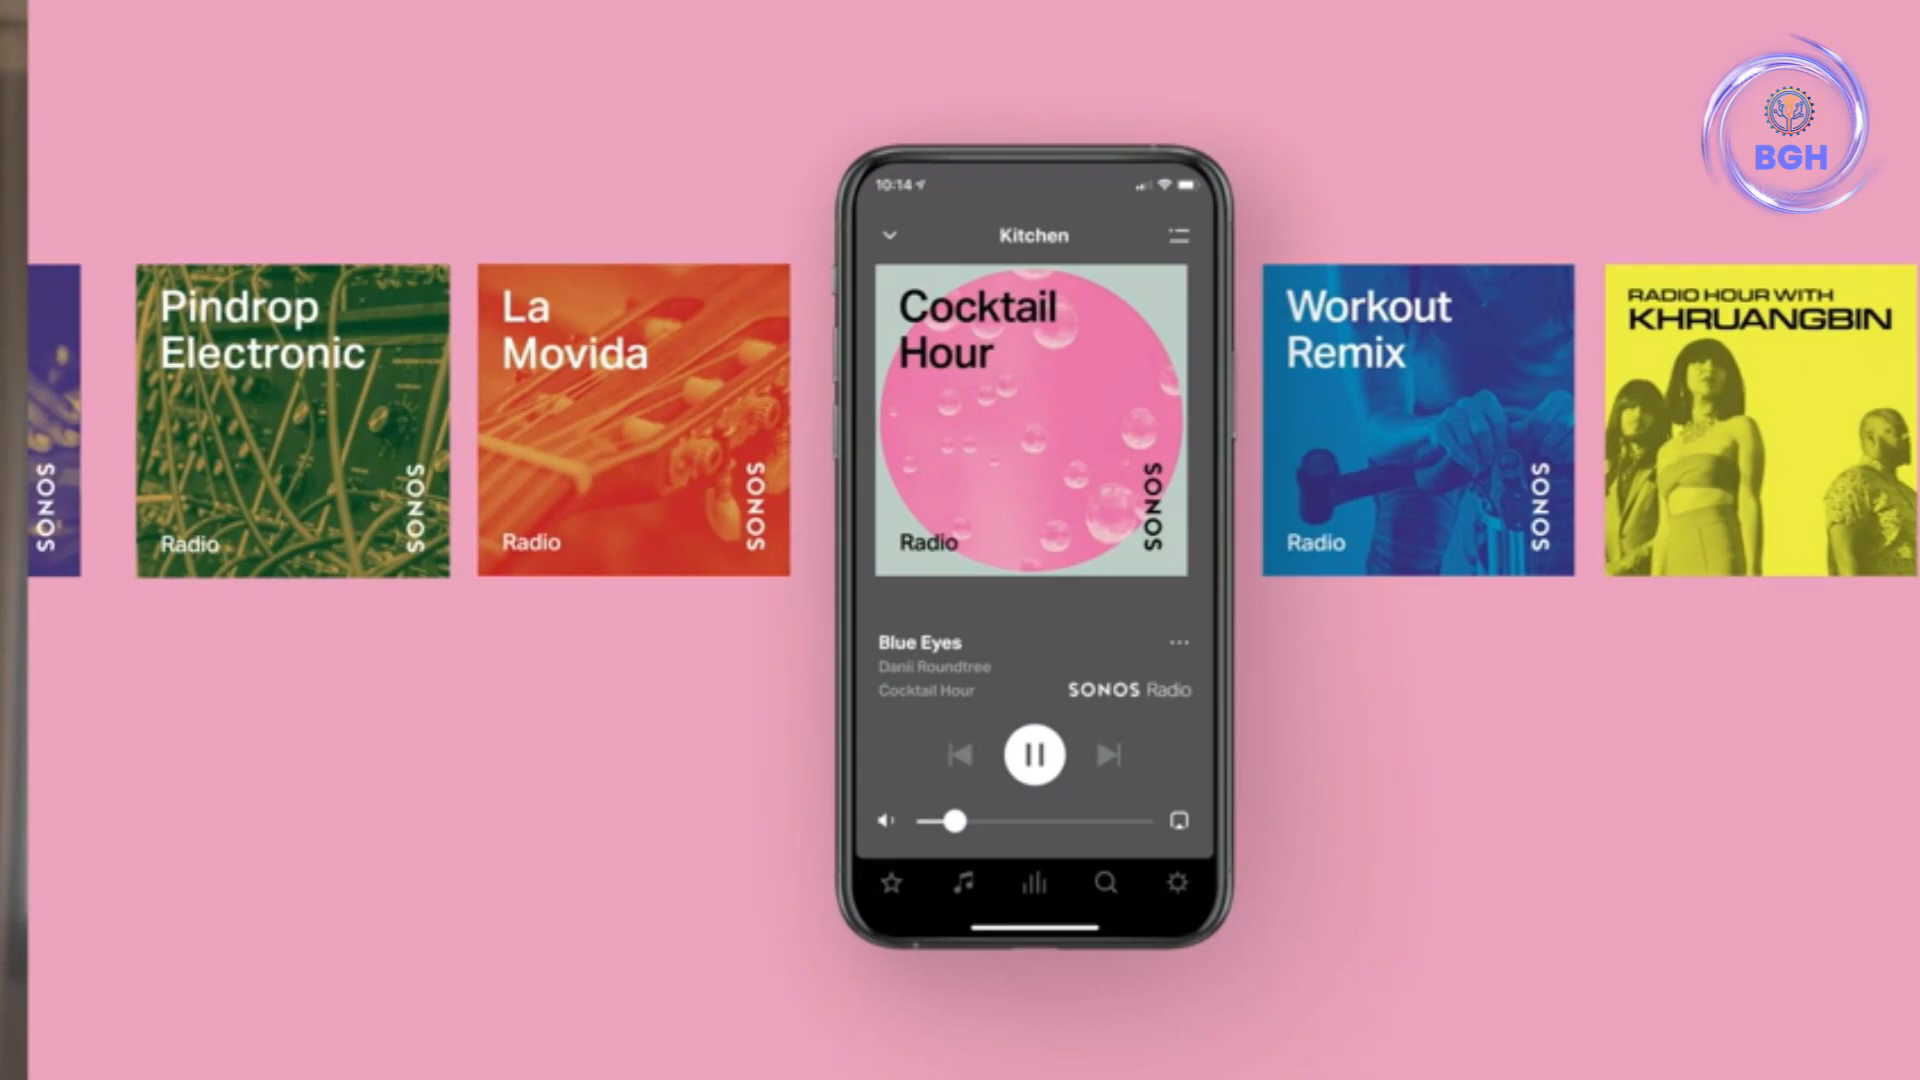 BGH
10:14
Kitchen
SONOS
Pindrop
Electronic
Radio
SONOS
La
Movida
Radio
SONOS
Cocktail
Hour
Radio
SONOS
Workout
Remix
Radio
SONOS
RADIO HOUR WITH
KHRUANGBIN
Blue Eyes
Danii Roundtree
Cocktail Hour
SONOS Radio